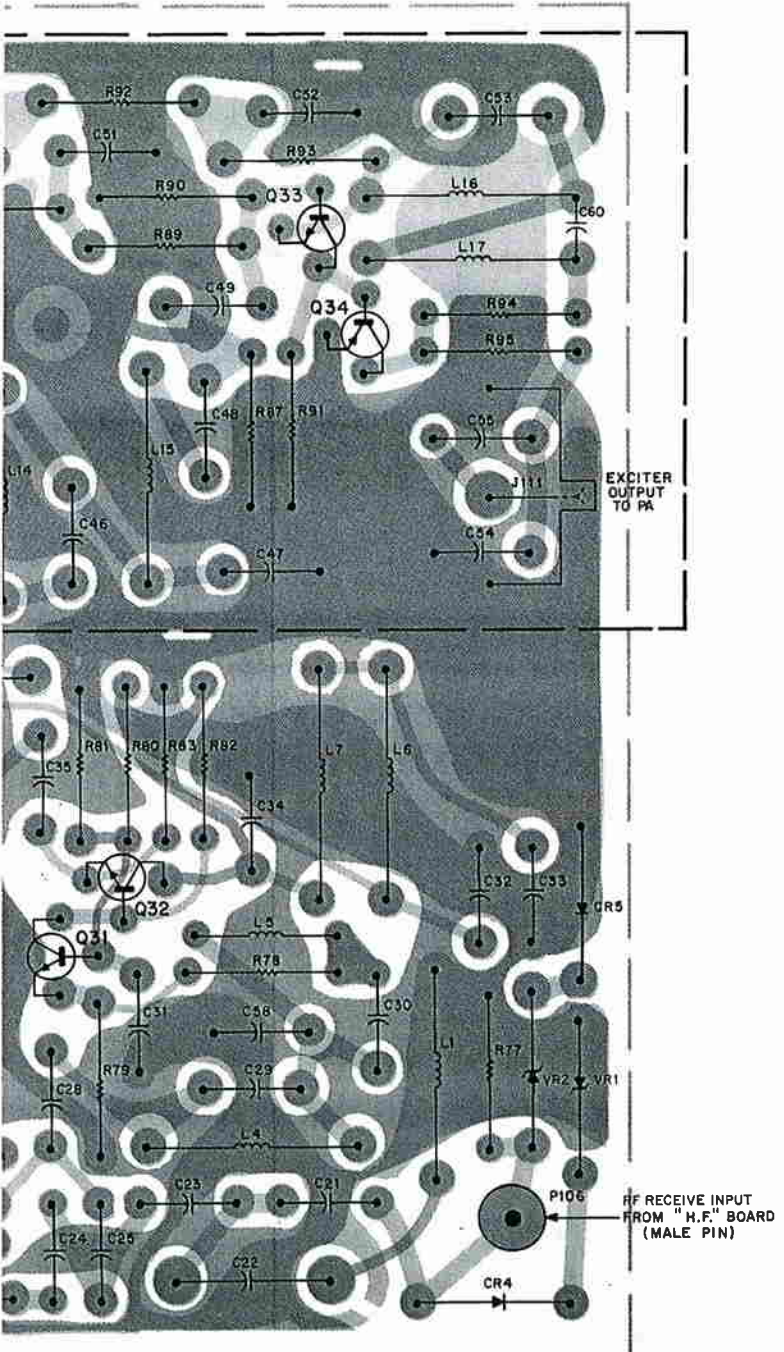 R92
C52
C53
C51
R93
R90
Q33
L16
C60
R89
L17
C49
Q34
R94
R95
C48
R87
R91
C55
L14
L15
J111
EXCITER
OUTPUT
TO PA
C46
C54
C47
R81
R80
R83
R82
L7
L6
C35
C34
C32
C33
CR5
Q32
L5
Q31
R78
C31
C58
C30
L1
R77
C29
R79
VR2
VR1
C28
L4
C23
C21
P106
RF RECEIVE INPUT
FROM "H.F." BOARD
(MALE PIN)
C24
C25
C22
CR4